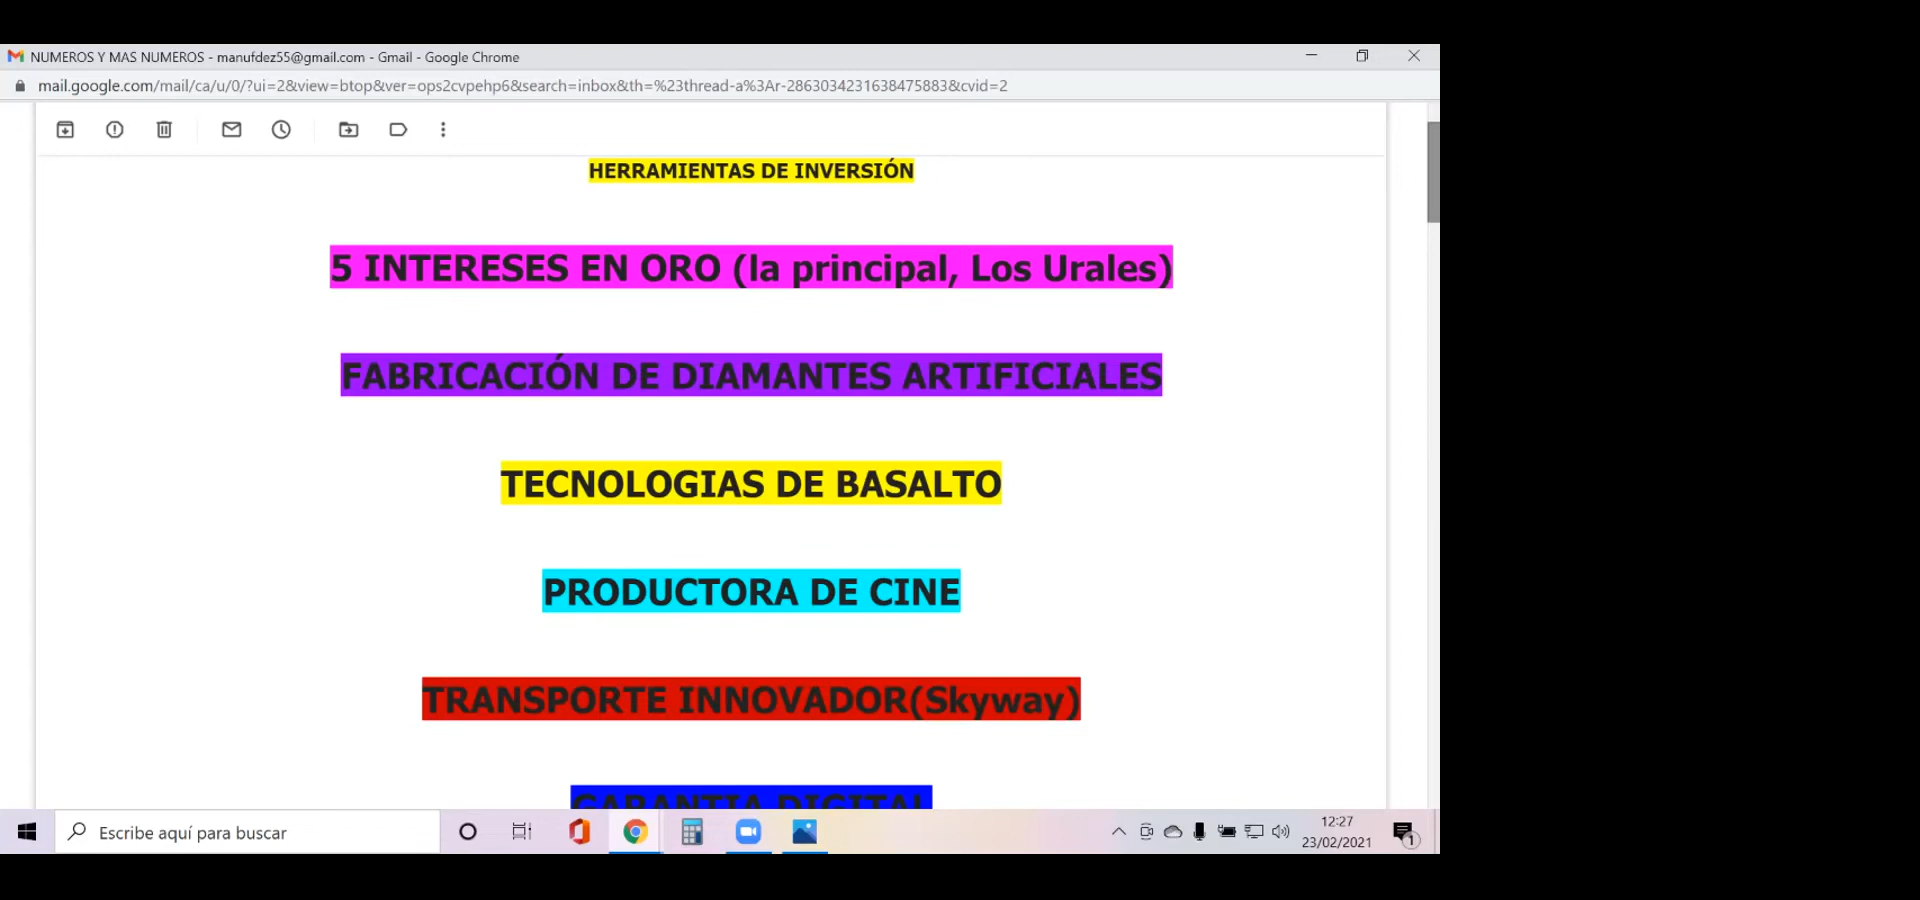 NUMEROS Y MAS NUMEROS - manufdez55@gmail.com - Gmail - Google Chrome
mail.google.com/mail/ca/u/0/?ui=2&view=btop&ver=ops2cvpehp6&search=inbox&th=%23thread-a%3Ar-2863034231638475883&cvid=2
HERRAMIENTAS DE INVERSIÓN
5 INTERESES EN ORO (la principal, Los Urales)
FABRICACIÓN DE DIAMANTES ARTIFICIALES
TECNOLOGIAS DE BASALTO
PRODUCTORA DE CINE
TRANSPORTE INNOVADOR(Skyway)
GARANTIA DIGITAL
Escribe aquí para buscar
12:27
23/02/2021
1